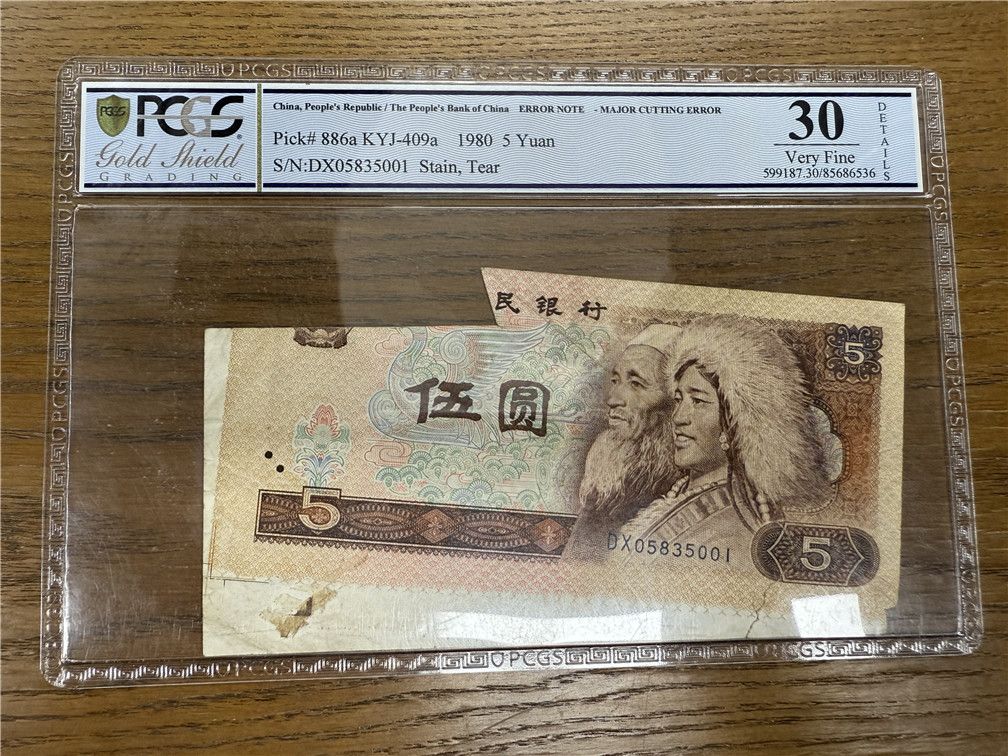 PCGS
Gold Shield
GRADING
China, People's Republic / The People's Bank of China ERROR NOTE - MAJOR CUTTING ERROR
Pick# 886a KYJ-409a 1980 5 Yuan
S/N:DX05835001 Stain, Tear
30
Very Fine
599187.30/85686536
DETAILS
民银行
5
伍圆
5
DX05835001
5